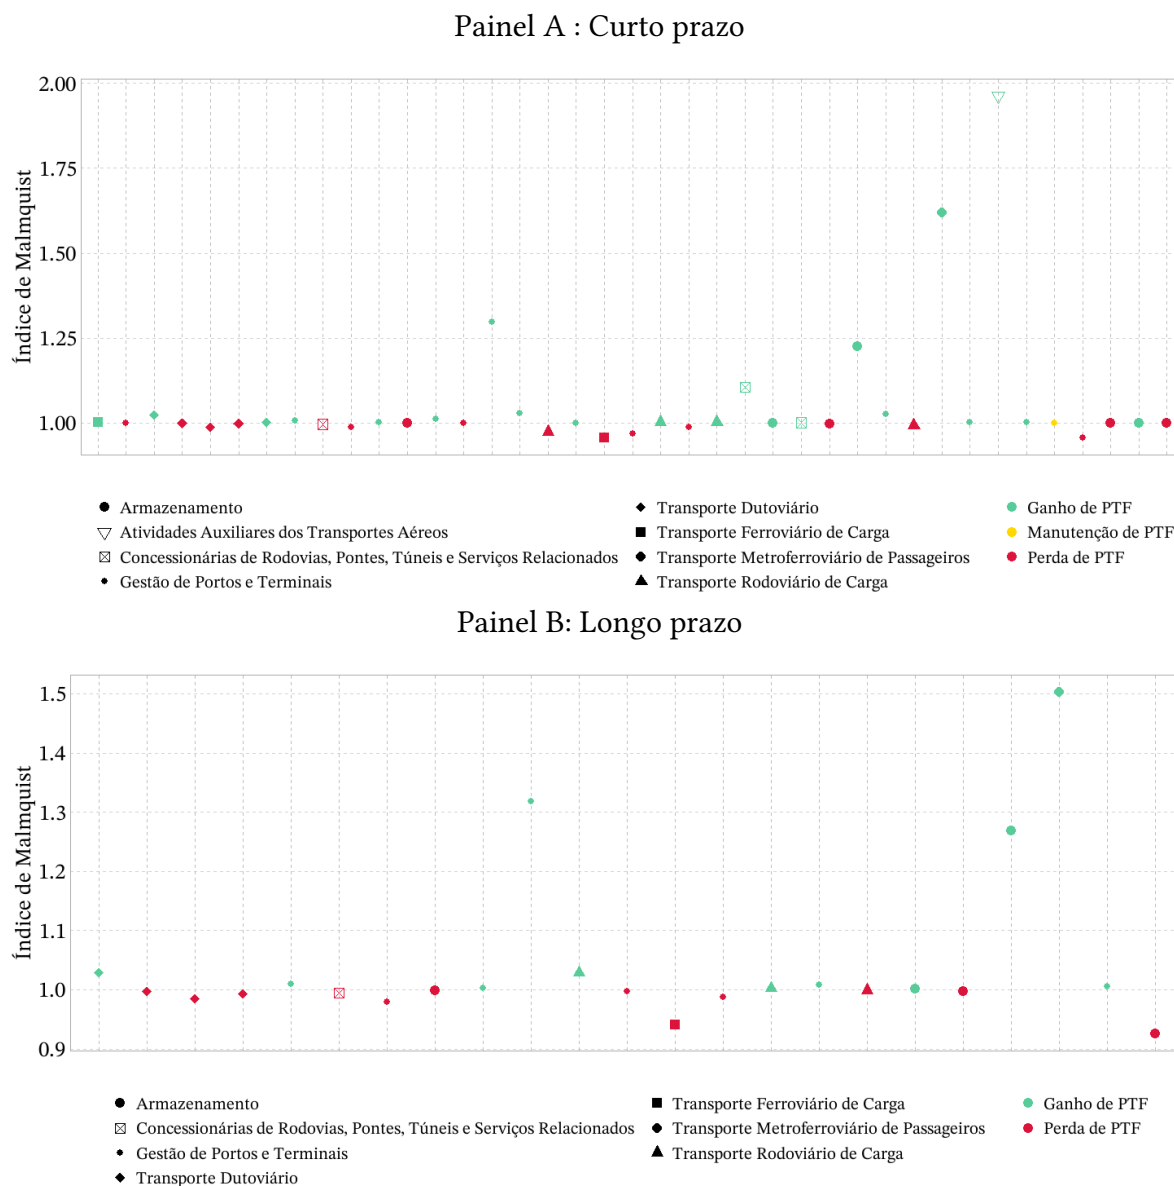 Painel A : Curto prazo
Índice de Malmquist
2.00
1.75
1.50
1.25
1.00
Armazenamento
Atividades Auxiliares dos Transportes Aéreos
Concessionárias de Rodovias, Pontes, Túneis e Serviços Relacionados
Gestão de Portos e Terminais
Transporte Dutoviário
Transporte Ferroviário de Carga
Transporte Metroferroviário de Passageiros
Transporte Rodoviário de Carga
Ganho de PTF
Manutenção de PTF
Perda de PTF
Painel B: Longo prazo
Índice de Malmquist
1.5
1.4
1.3
1.2
1.1
1.0
0.9
Armazenamento
Concessionárias de Rodovias, Pontes, Túneis e Serviços Relacionados
Gestão de Portos e Terminais
Transporte Dutoviário
Transporte Ferroviário de Carga
Transporte Metroferroviário de Passageiros
Transporte Rodoviário de Carga
Ganho de PTF
Perda de PTF